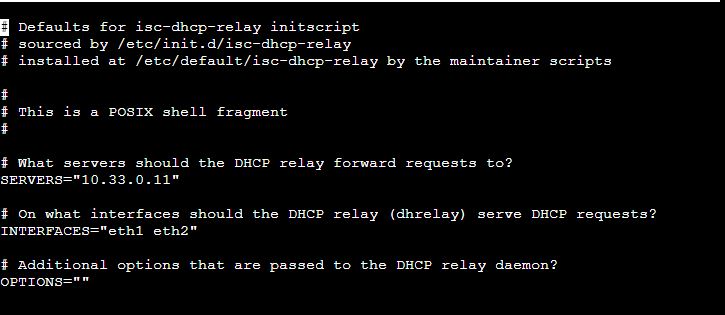 # Defaults for isc-dhcp-relay initscript
# sourced by /etc/init.d/isc-dhcp-relay
# installed at /etc/default/isc-dhcp-relay by the maintainer scripts
#
# This is a POSIX shell fragment
#
# What servers should the DHCP relay forward requests to?
SERVERS="10.33.0.11"
# On what interfaces should the DHCP relay (dhrelay) serve DHCP requests?
INTERFACES="eth1 eth2"
# Additional options that are passed to the DHCP relay daemon?
OPTIONS=""